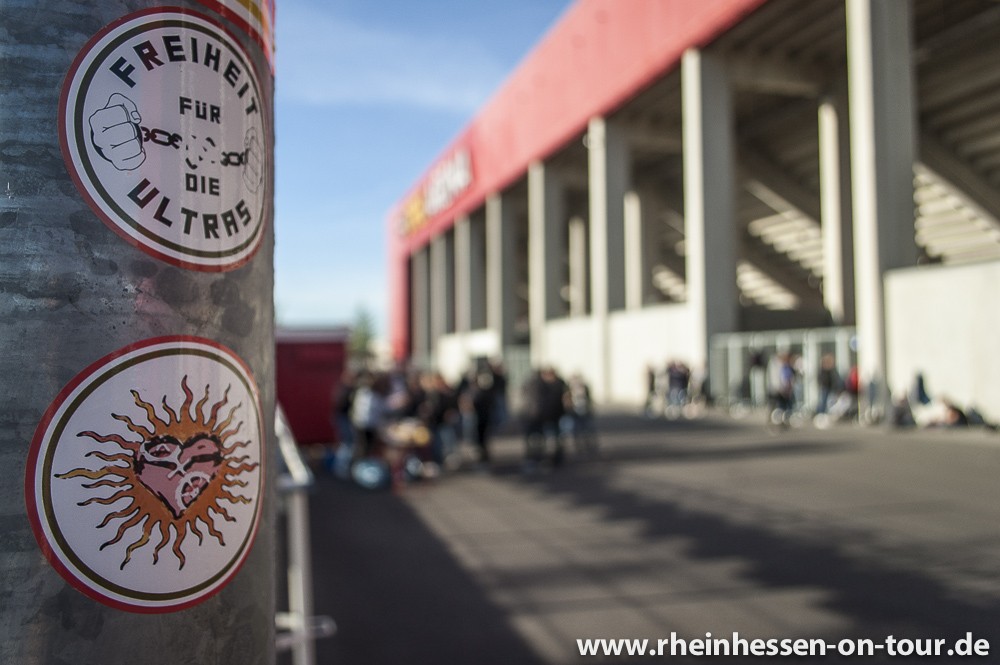 FREIHEIT
FÜR
DIE
ULTRAS
www.rheinhessen-on-tour.de